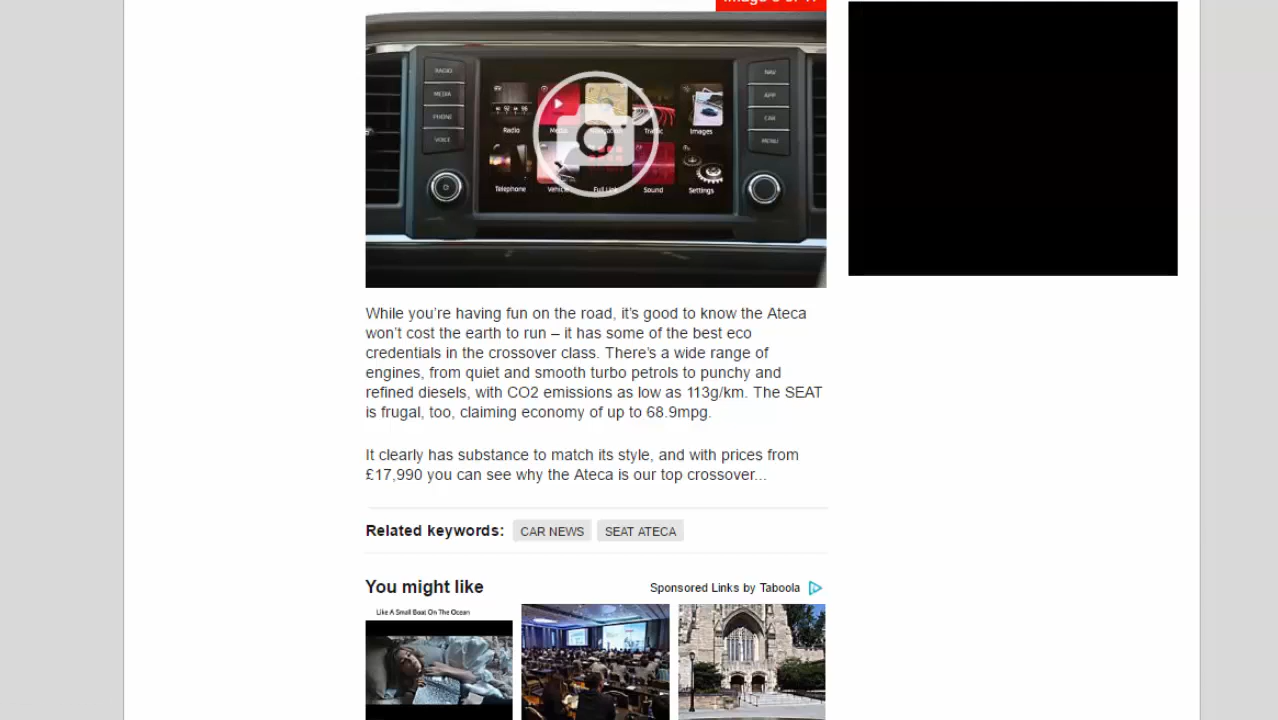 RADIO
MEDIA
PHONE
VOICE
NAV
APP
CAR
MENU
Radio
Traffic
Images
Telephone
Vehicle
Full Link
Sound
Settings
While you’re having fun on the road, it’s good to know the Ateca
won’t cost the earth to run – it has some of the best eco
credentials in the crossover class. There’s a wide range of
engines, from quiet and smooth turbo petrols to punchy and
refined diesels, with CO2 emissions as low as 113g/km. The SEAT
is frugal, too, claiming economy of up to 68.9mpg.
It clearly has substance to match its style, and with prices from
£17,990 you can see why the Ateca is our top crossover...
Related keywords: CAR NEWS SEAT ATECA
You might like
Sponsored Links by Taboola
Like A Small Boat On The Ocean